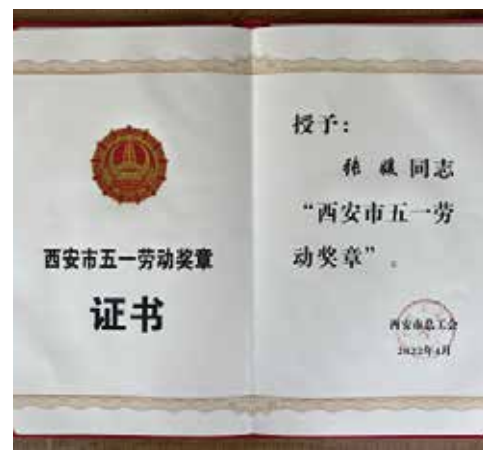 西安市五一劳动奖章
证书
授予：
张 同志
“西安市五一劳
动奖章”。
西安市总工会
2022年4月